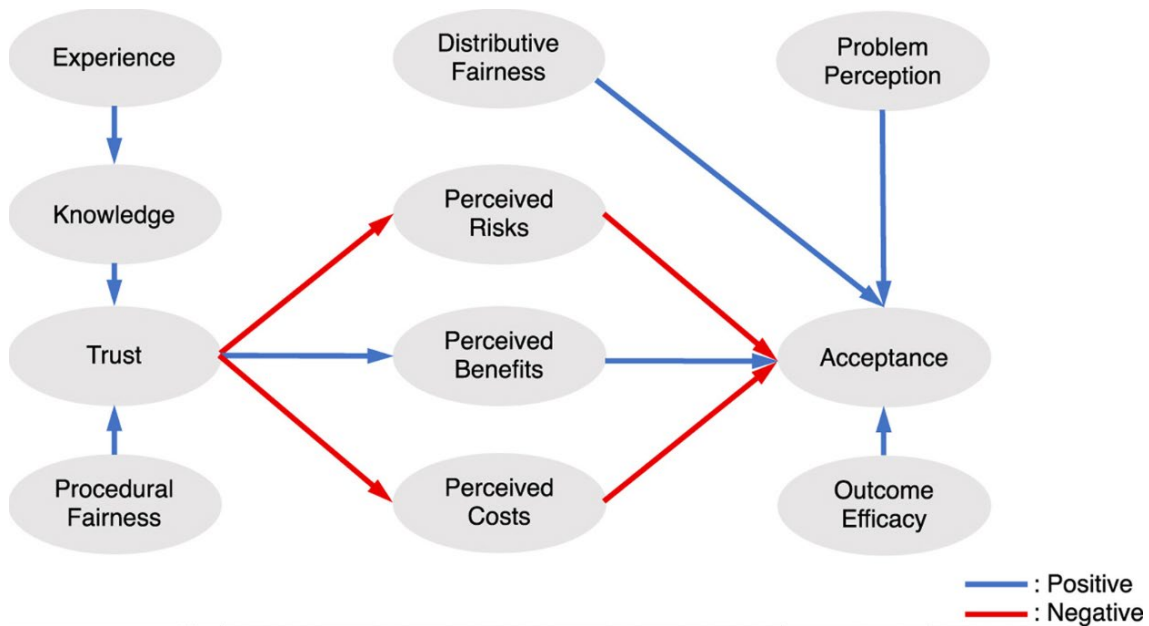 Experience
Distributive
Fairness
Problem
Perception
Knowledge
Perceived
Risks
Trust
Perceived
Benefits
Acceptance
Procedural
Fairness
Perceived
Costs
Outcome
Efficacy
: Positive
: Negative